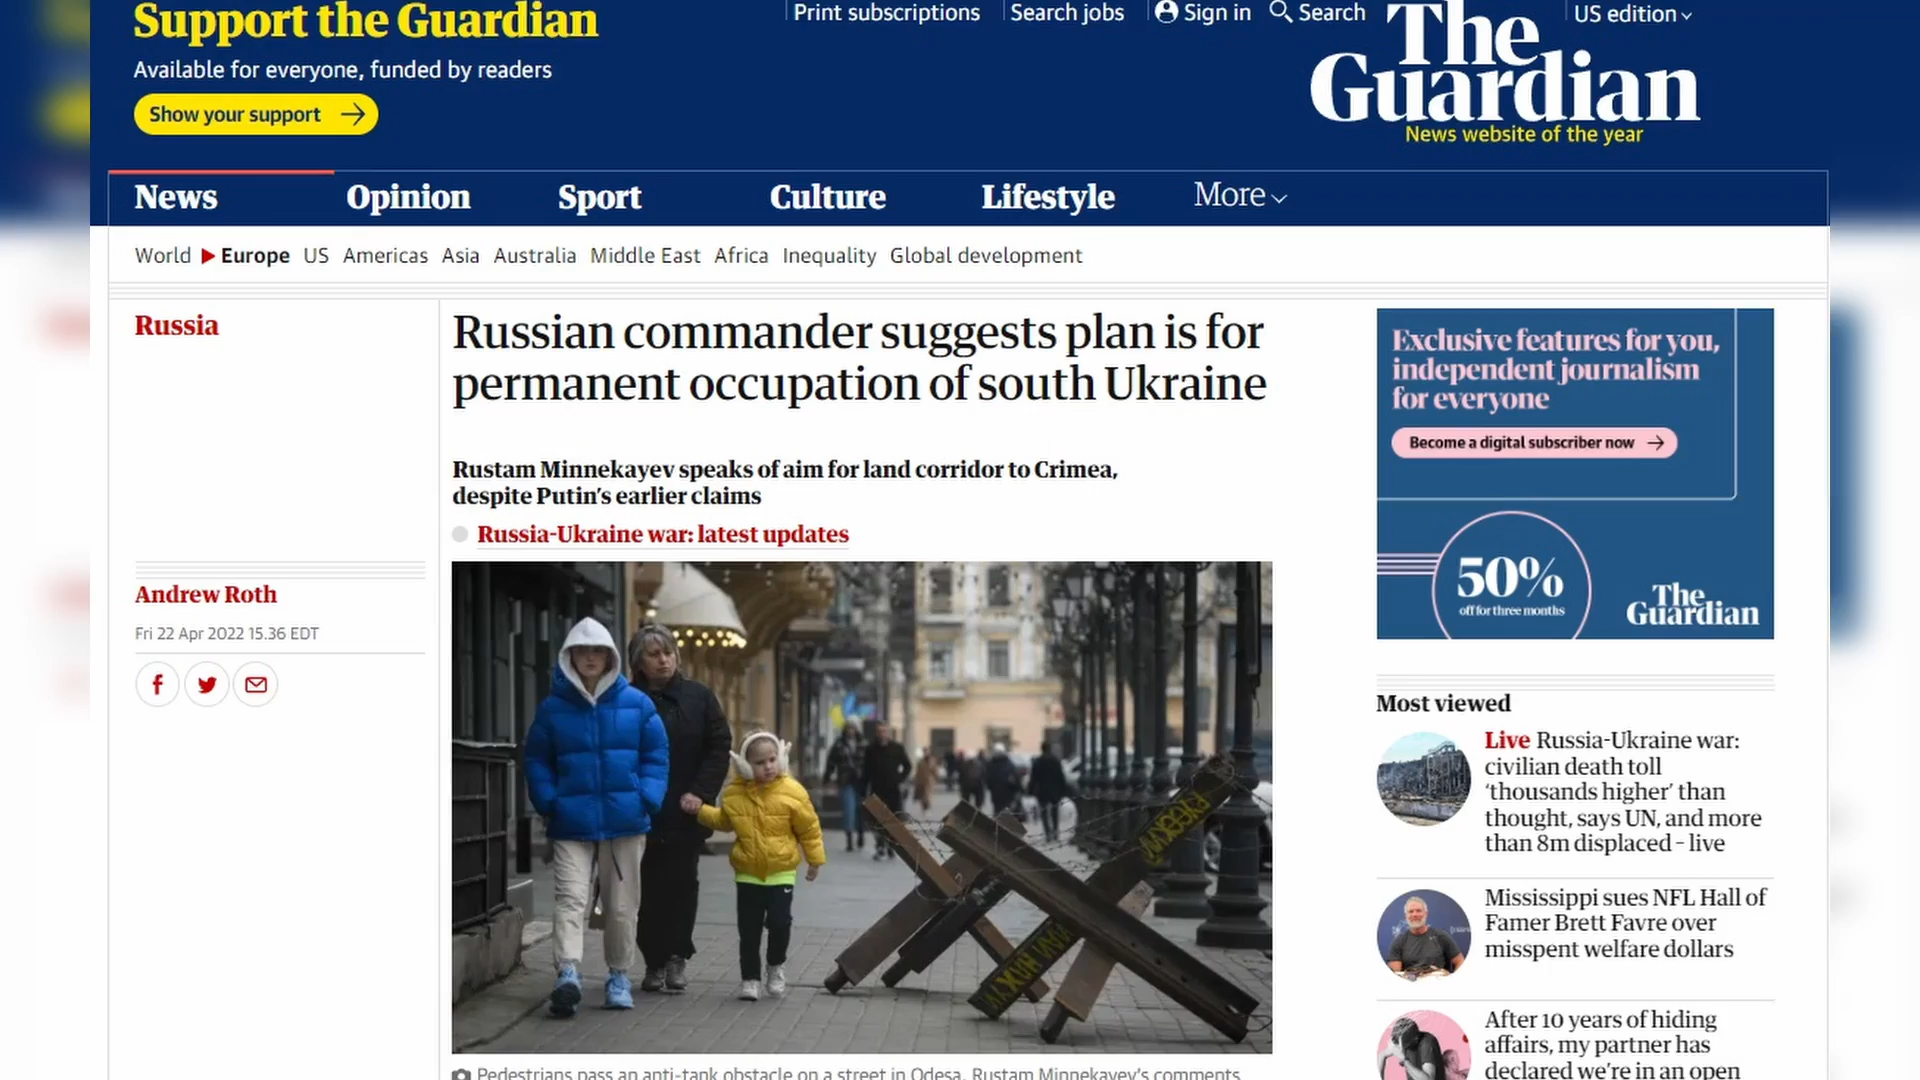 Support the Guardian
Available for everyone, funded by readers
Show your support
Print subscriptions
Search jobs
Sign in
Search
US edition
The
Guardian
News website of the year
News
Opinion
Sport
Culture
Lifestyle
More
World
Europe
US
Americas
Asia
Australia
Middle East
Africa
Inequality
Global development
Russia
Russian commander suggests plan is for
permanent occupation of south Ukraine
Rustam Minnekayev speaks of aim for land corridor to Crimea,
despite Putin's earlier claims
Russia-Ukraine war: latest updates
Andrew Roth
Fri 22 Apr 2022 15.36 EDT
Pedestrians pass an anti-tank obstacle on a street in Odesa. Rustam Minnekayev's comments
Exclusive features for you,
independent journalism
for everyone
Become a digital subscriber now
50%
off for three months
The
Guardian
Most viewed
Live Russia-Ukraine war:
civilian death toll
'thousands higher' than
thought, says UN, and more
than 8m displaced – live
Mississippi sues NFL Hall of
Famer Brett Favre over
misspent welfare dollars
After 10 years of hiding
affairs, my partner has
declared we're in an open